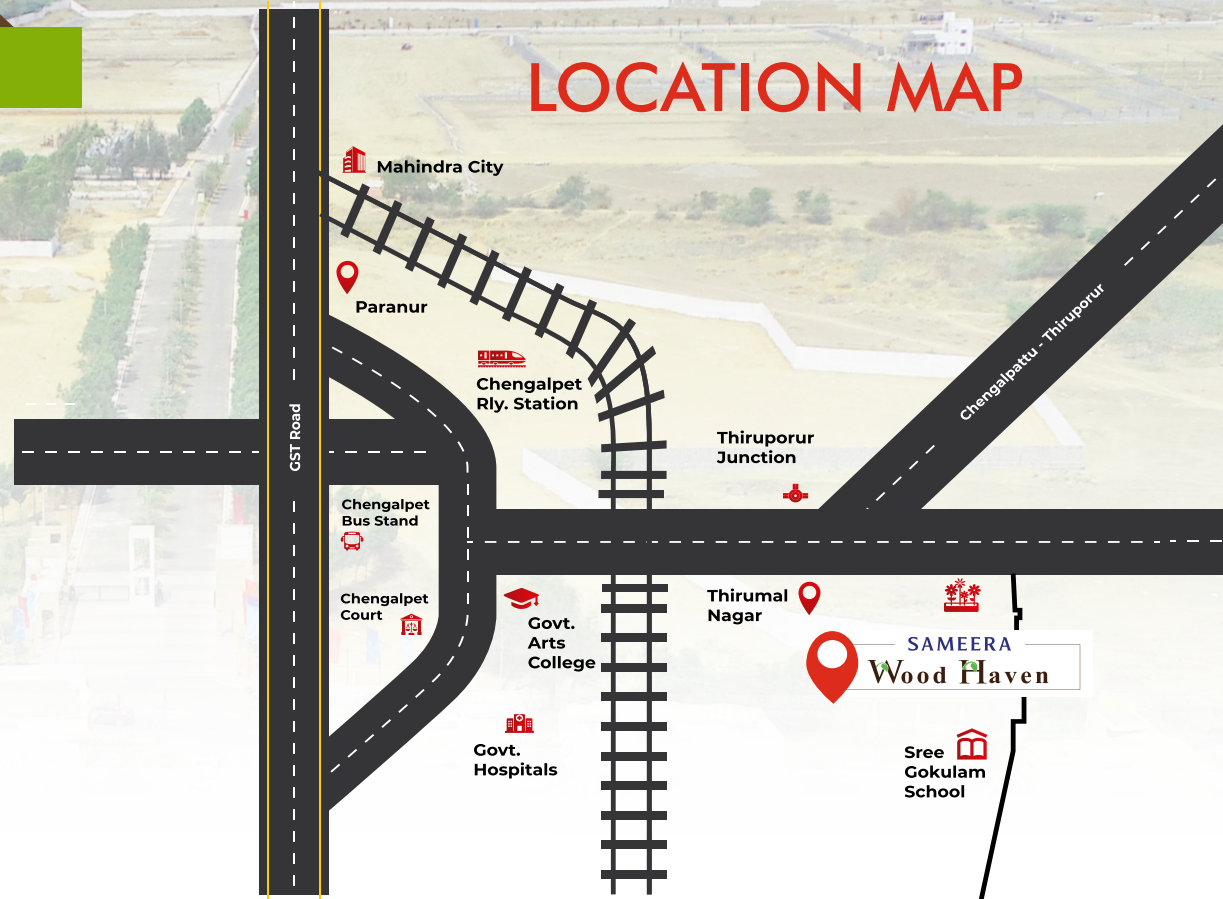 LOCATION MAP
Mahindra City
Paranur
Chengalpet
Rly. Station
Chengalpattu - Thiruporur
GST Road
Thiruporur
Junction
Chengalpet
Bus Stand
Chengalpet
Court
Govt.
Arts
College
Thirumal
Nagar
SAMEERA
Wood Haven
Govt.
Hospitals
Sree
Gokulam
School